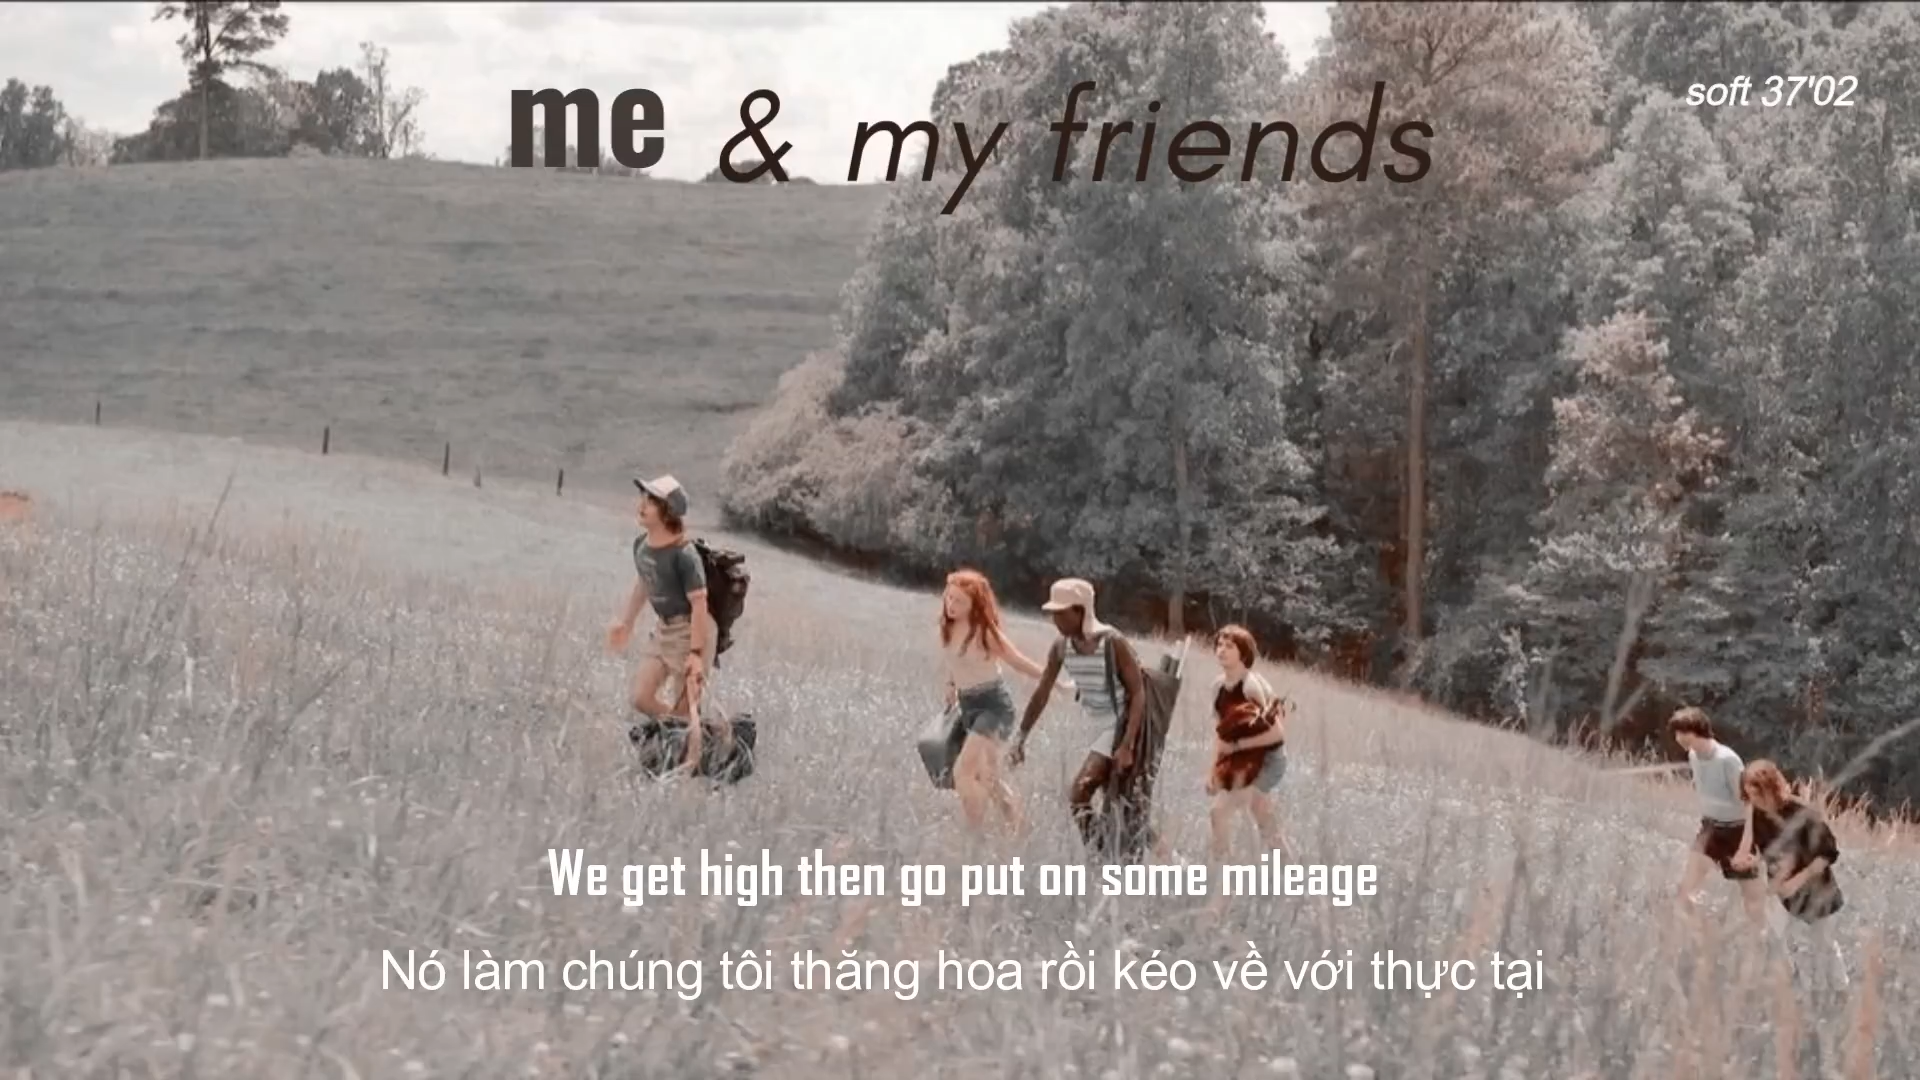 me & my friends
soft 37'02
We get high then go put on some mileage
Nó làm chúng tôi thăng hoa rồi kéo về với thực tại